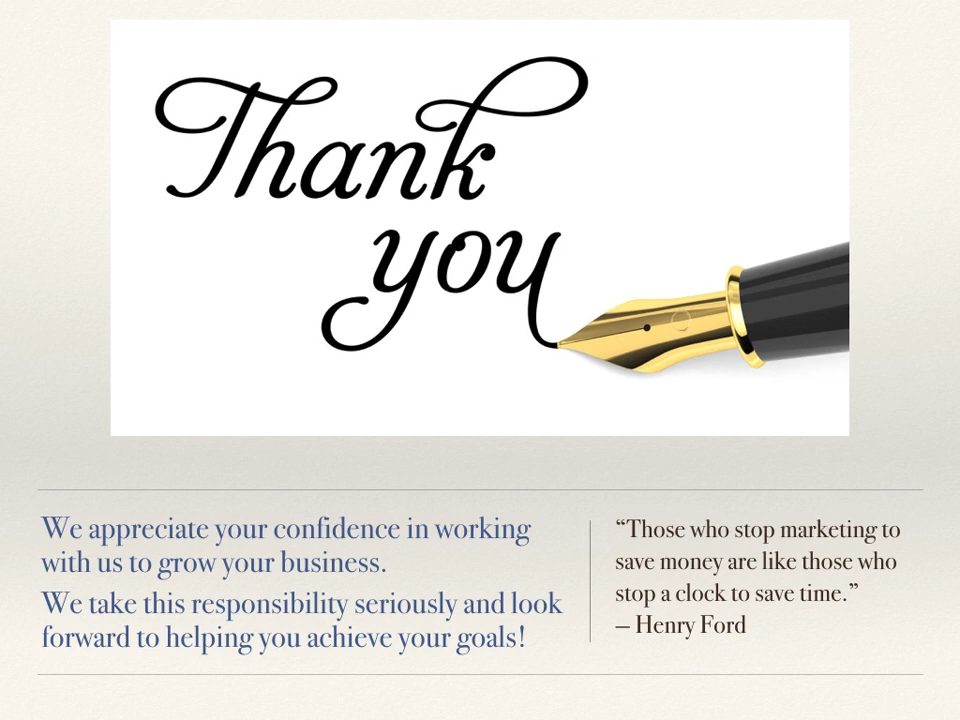 Thank
you
We appreciate your confidence in working
with us to grow your business.
We take this responsibility seriously and look
forward to helping you achieve your goals!
“Those who stop marketing to
save money are like those who
stop a clock to save time.”
– Henry Ford